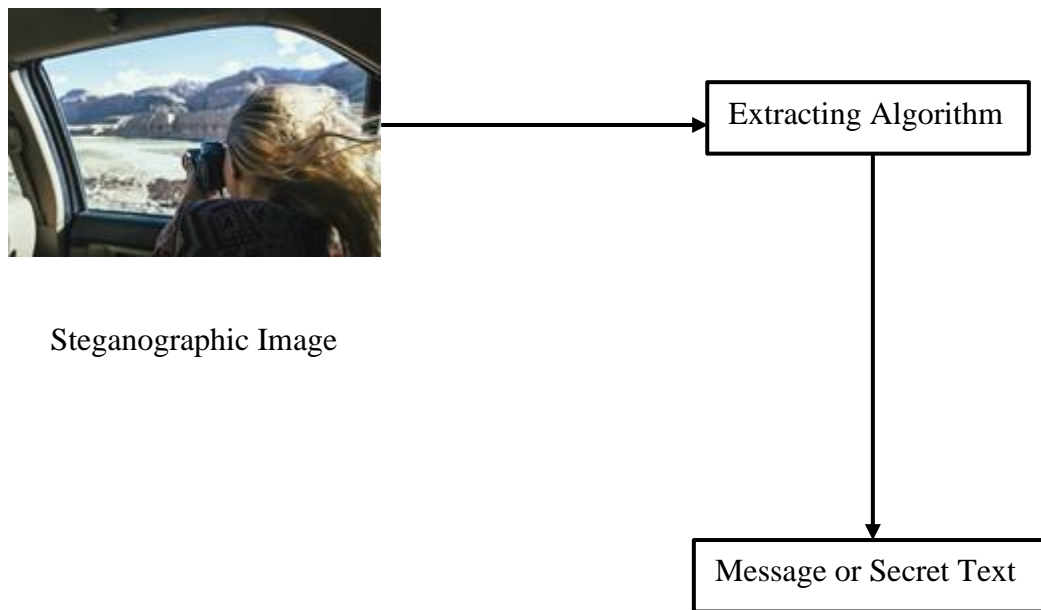 Extracting Algorithm
Steganographic Image
Message or Secret Text